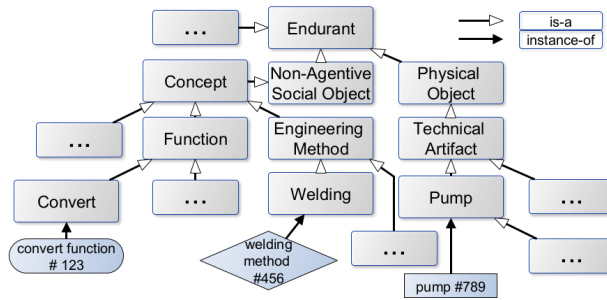 ...
Endurant
is-a
instance-of
Concept
Non-Agentive
Social Object
Physical
Object
...
Function
Engineering
Method
Technical
Artifact
Convert
...
Welding
Pump
...
convert function
# 123
welding
method
#456
...
pump #789
...